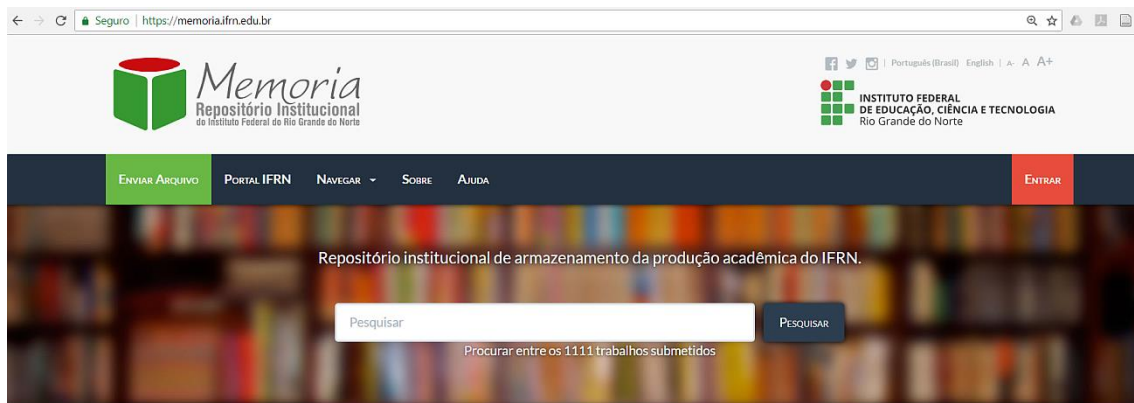 Seguro | https://memoria.ifrn.edu.br
Memoria
Repositório Institucional
do Instituto Federal do Rio Grande do Norte
Português (Brasil) English | A- A A+
INSTITUTO FEDERAL
DE EDUCAÇÃO, CIÊNCIA E TECNOLOGIA
Rio Grande do Norte
Enviar Arquivo Portal IFRN Navegar Sobre Ajuda Entrar
Repositório institucional de armazenamento da produção acadêmica do IFRN.
Pesquisar Pesquisar
Procurar entre os 1111 trabalhos submetidos